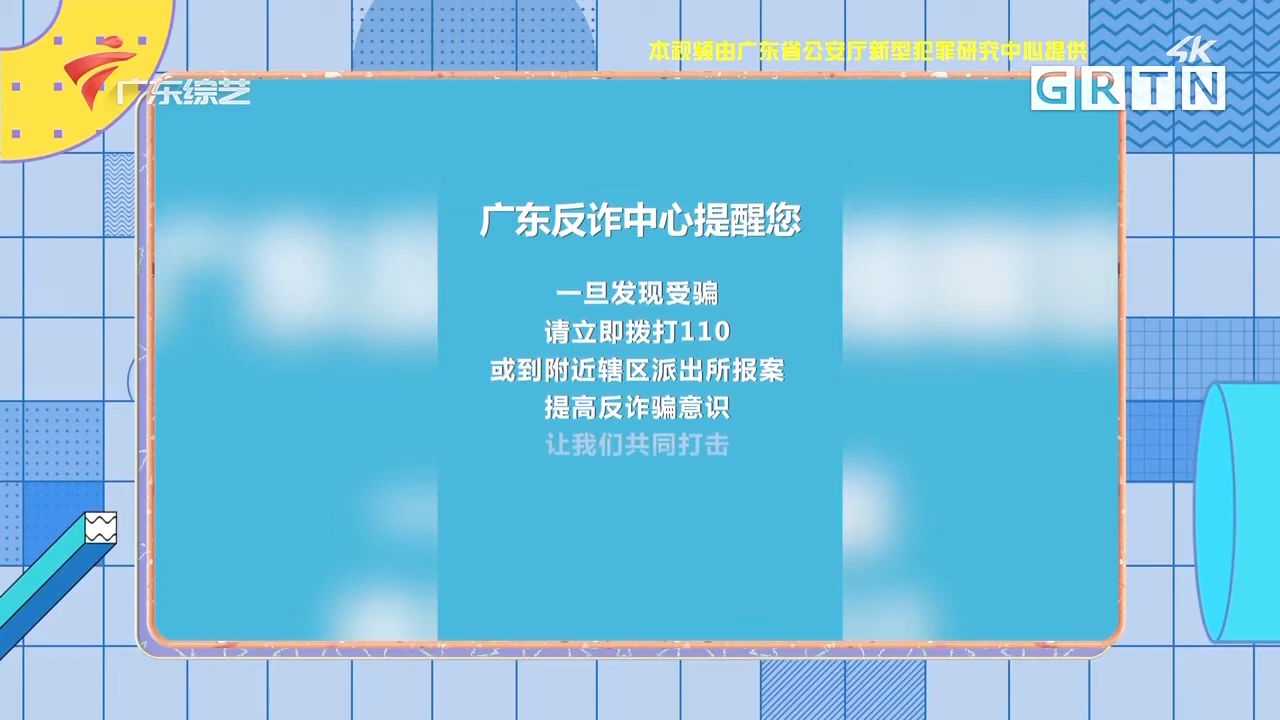 本视频由广东省公安厅新型犯罪研究中心提供
4K
广东综艺
GRTN
广东反诈中心提醒您
一旦发现受骗
请立即拨打110
或到附近辖区派出所报案
提高反诈骗意识
让我们共同打击